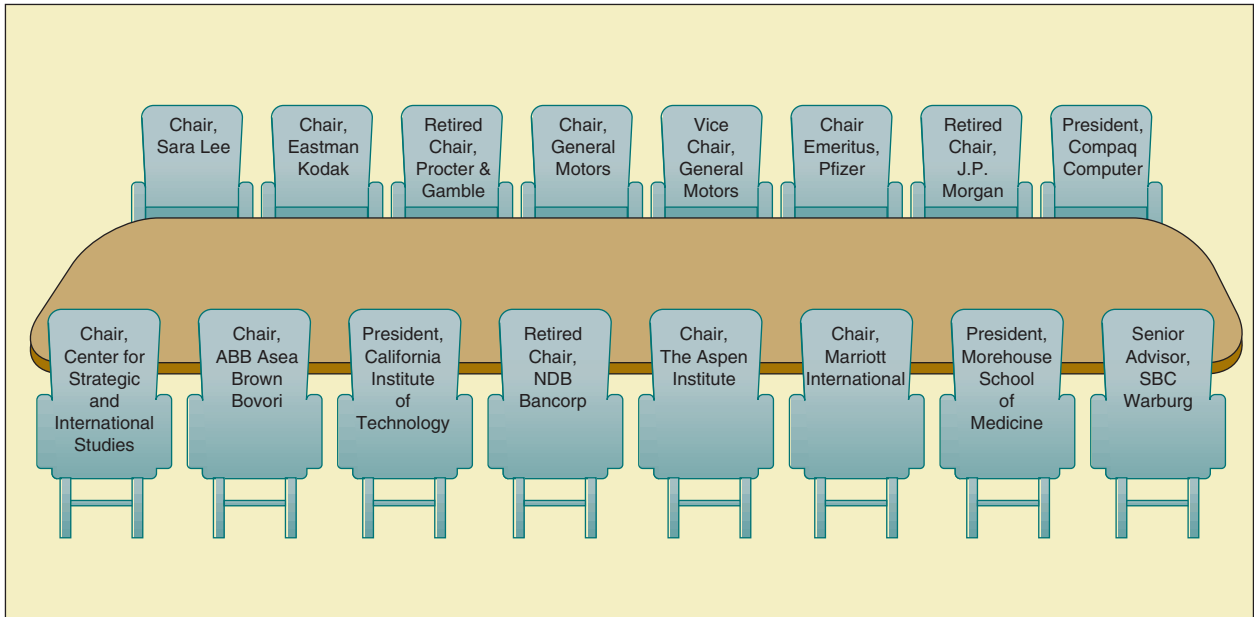 Chair,
Sara Lee
Chair,
Eastman
Kodak
Retired
Chair,
Procter &
Gamble
Chair,
General
Motors
Vice
Chair,
General
Motors
Chair
Emeritus,
Pfizer
Retired
Chair,
J.P.
Morgan
President,
Compaq
Computer
Chair,
Center for
Strategic
and
International
Studies
Chair,
ABB Asea
Brown
Bovori
President,
California
Institute
of
Technology
Retired
Chair,
NDB
Bancorp
Chair,
The Aspen
Institute
Chair,
Marriott
International
President,
Morehouse
School
of
Medicine
Senior
Advisor,
SBC
Warburg